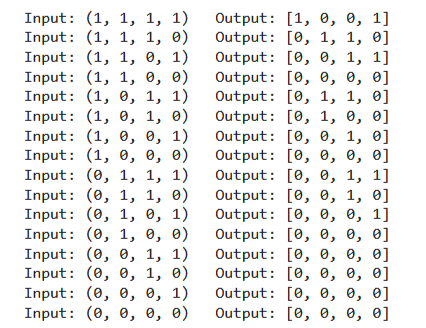 Input: (1, 1, 1, 1)   Output: [1, 0, 0, 1]
Input: (1, 1, 1, 0)   Output: [0, 1, 1, 0]
Input: (1, 1, 0, 1)   Output: [0, 0, 1, 1]
Input: (1, 1, 0, 0)   Output: [0, 0, 0, 0]
Input: (1, 0, 1, 1)   Output: [0, 1, 1, 0]
Input: (1, 0, 1, 0)   Output: [0, 1, 0, 0]
Input: (1, 0, 0, 1)   Output: [0, 0, 1, 0]
Input: (1, 0, 0, 0)   Output: [0, 0, 0, 0]
Input: (0, 1, 1, 1)   Output: [0, 0, 1, 1]
Input: (0, 1, 1, 0)   Output: [0, 0, 1, 0]
Input: (0, 1, 0, 1)   Output: [0, 0, 0, 1]
Input: (0, 1, 0, 0)   Output: [0, 0, 0, 0]
Input: (0, 0, 1, 1)   Output: [0, 0, 0, 0]
Input: (0, 0, 1, 0)   Output: [0, 0, 0, 0]
Input: (0, 0, 0, 1)   Output: [0, 0, 0, 0]
Input: (0, 0, 0, 0)   Output: [0, 0, 0, 0]